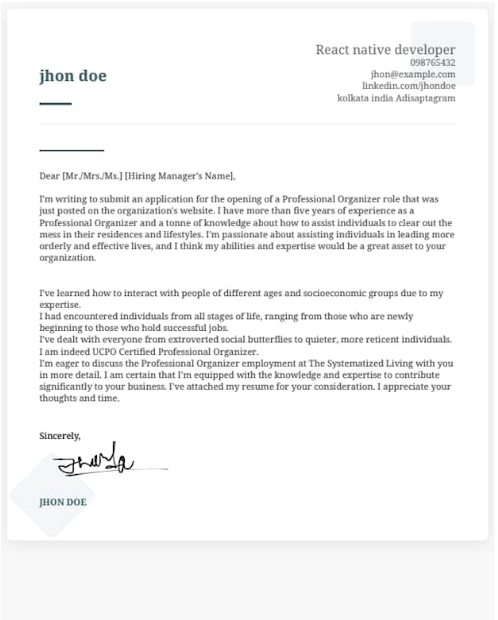 React native developer
098765432
jhon doe
jhon@example.com
linkedin.com/jhondoe
kolkata india Adisaptagram
Dear [Mr./Mrs./Ms.] [Hiring Manager's Name],
I'm writing to submit an application for the opening of a Professional Organizer role that was
just posted on the organization's website. I have more than five years of experience as a
Professional Organizer and a tonne of knowledge about how to assist individuals to clear out the
mess in their residences and lifestyles. I'm passionate about assisting individuals in leading more
orderly and effective lives, and I think my abilities and expertise would be a great asset to your
organization.
I've learned how to interact with people of different ages and socioeconomic groups due to my
expertise.
I had encountered individuals from all stages of life, ranging from those who are newly
beginning to those who hold successful jobs.
I've dealt with everyone from extroverted social butterflies to quieter, more reticent individuals.
I am indeed UCPO Certified Professional Organizer.
I'm eager to discuss the Professional Organizer employment at The Systematized Living with you
in more detail. I am certain that I'm equipped with the knowledge and expertise to contribute
significantly to your business. I've attached my resume for your consideration. I appreciate your
thoughts and time.
Sincerely,
JHON DOE